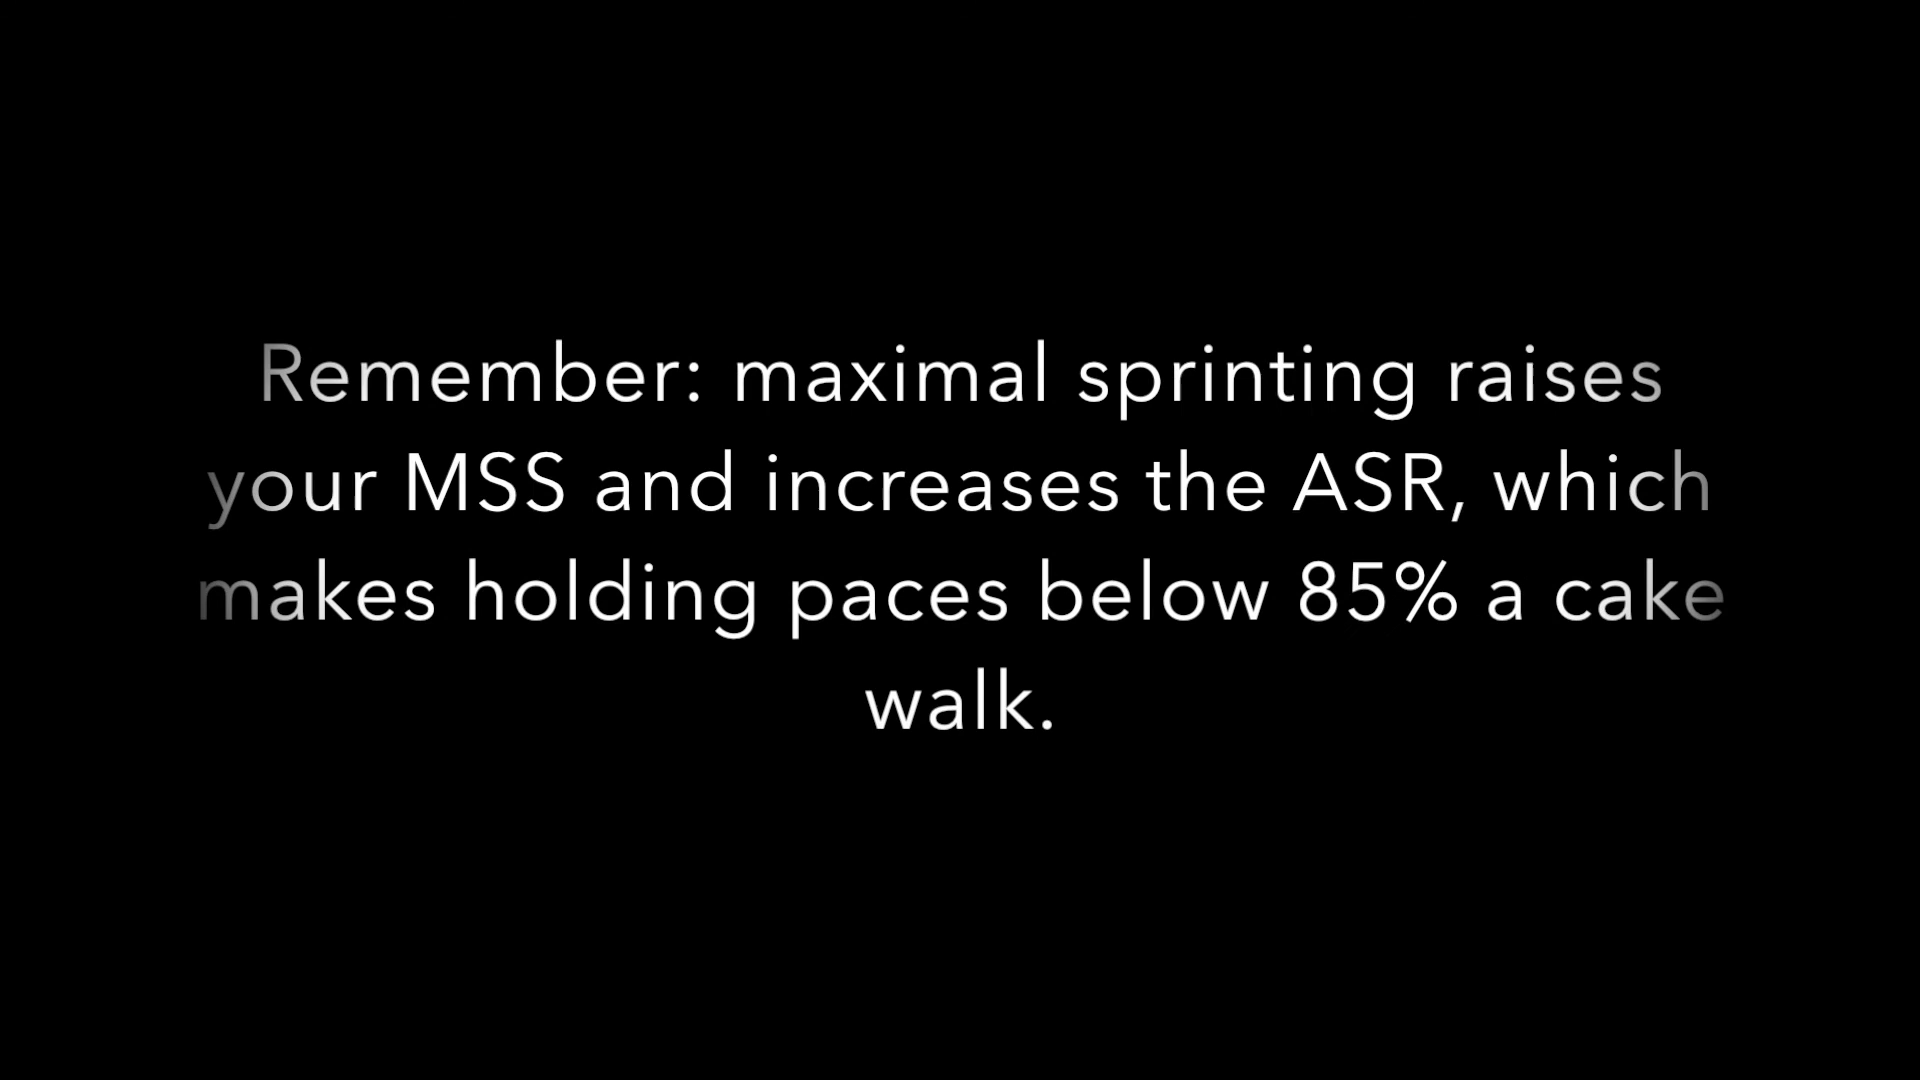 Remember: maximal sprinting raises
your MSS and increases the ASR, which
makes holding paces below 85% a cake
walk.